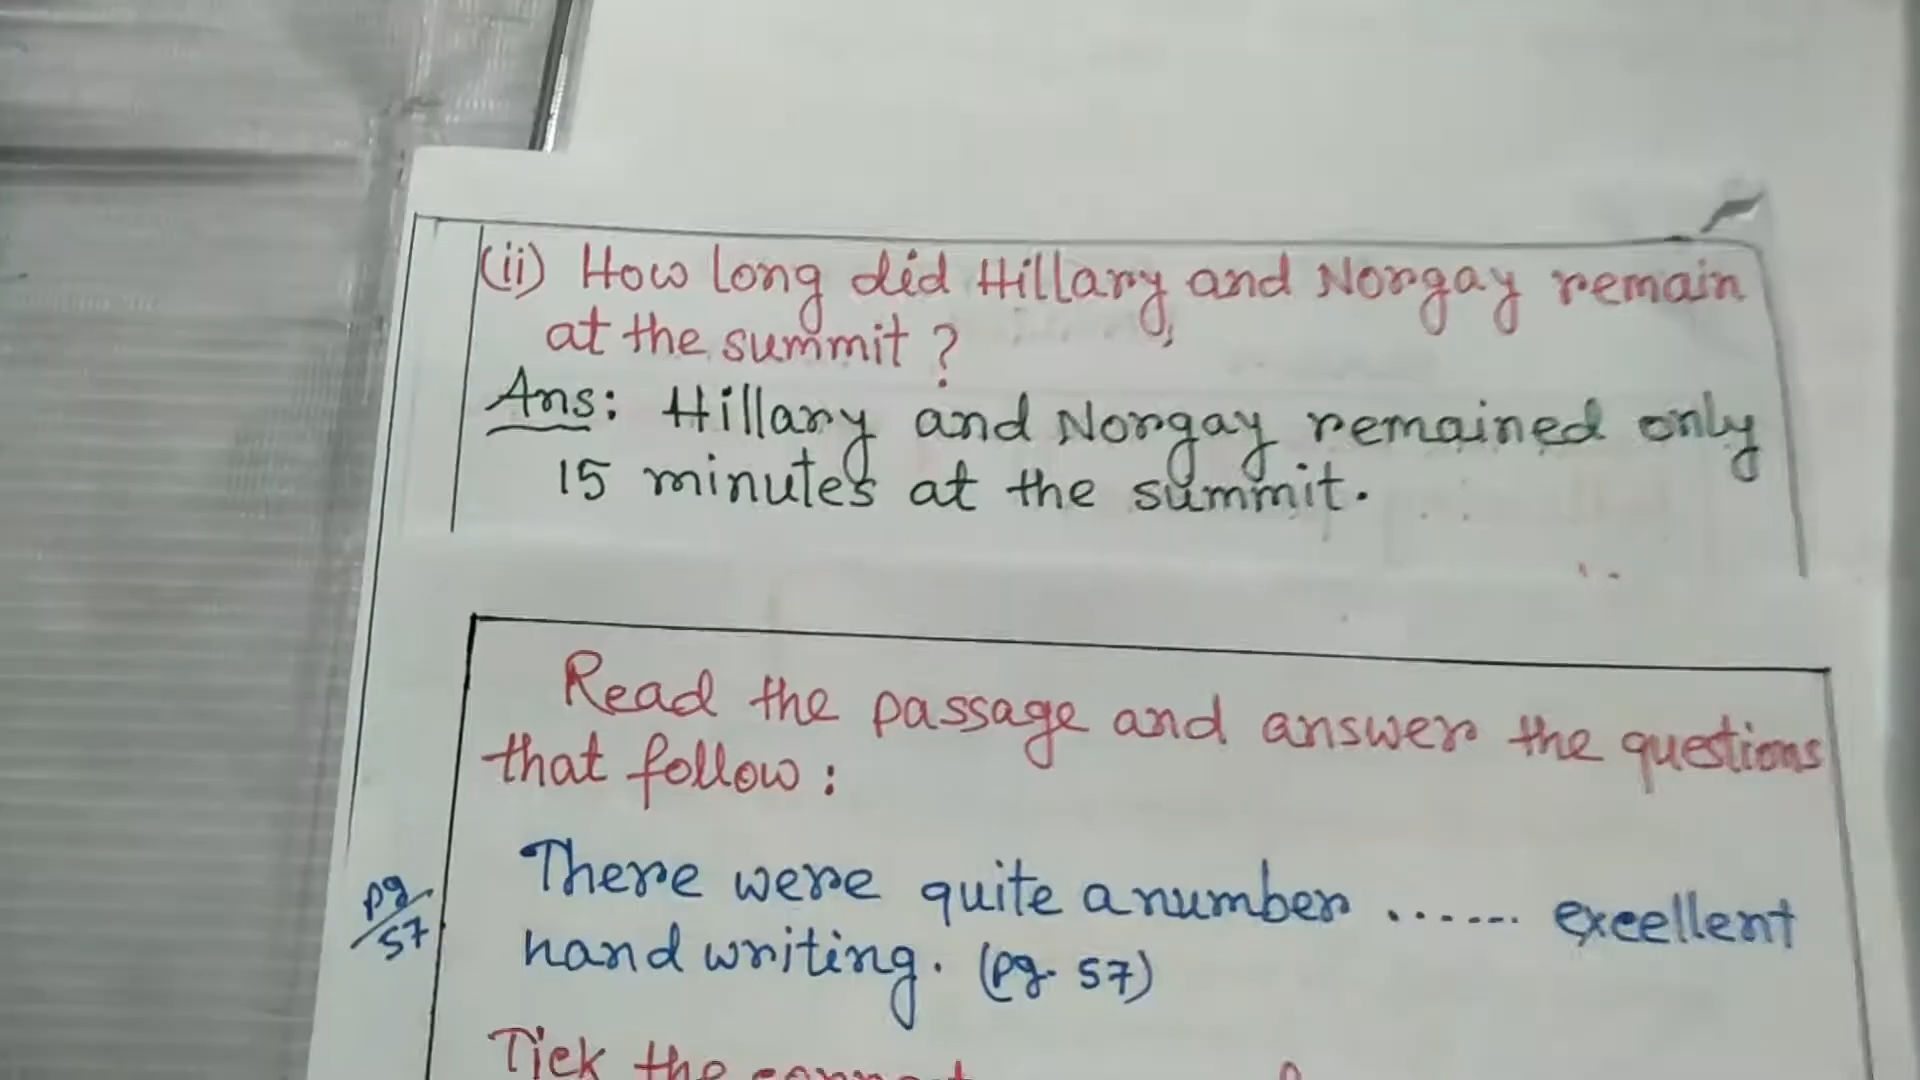 (ii) How long did Hillary and Norgay remain
at the summit ?
Ans: Hillary and Norgay remained only
15 minutes at the summit.
Read the passage and answer the questions
that follow :
There were quite a number ...... excellent
hand writing. (pg. 57)
pg/57
Tick the correct